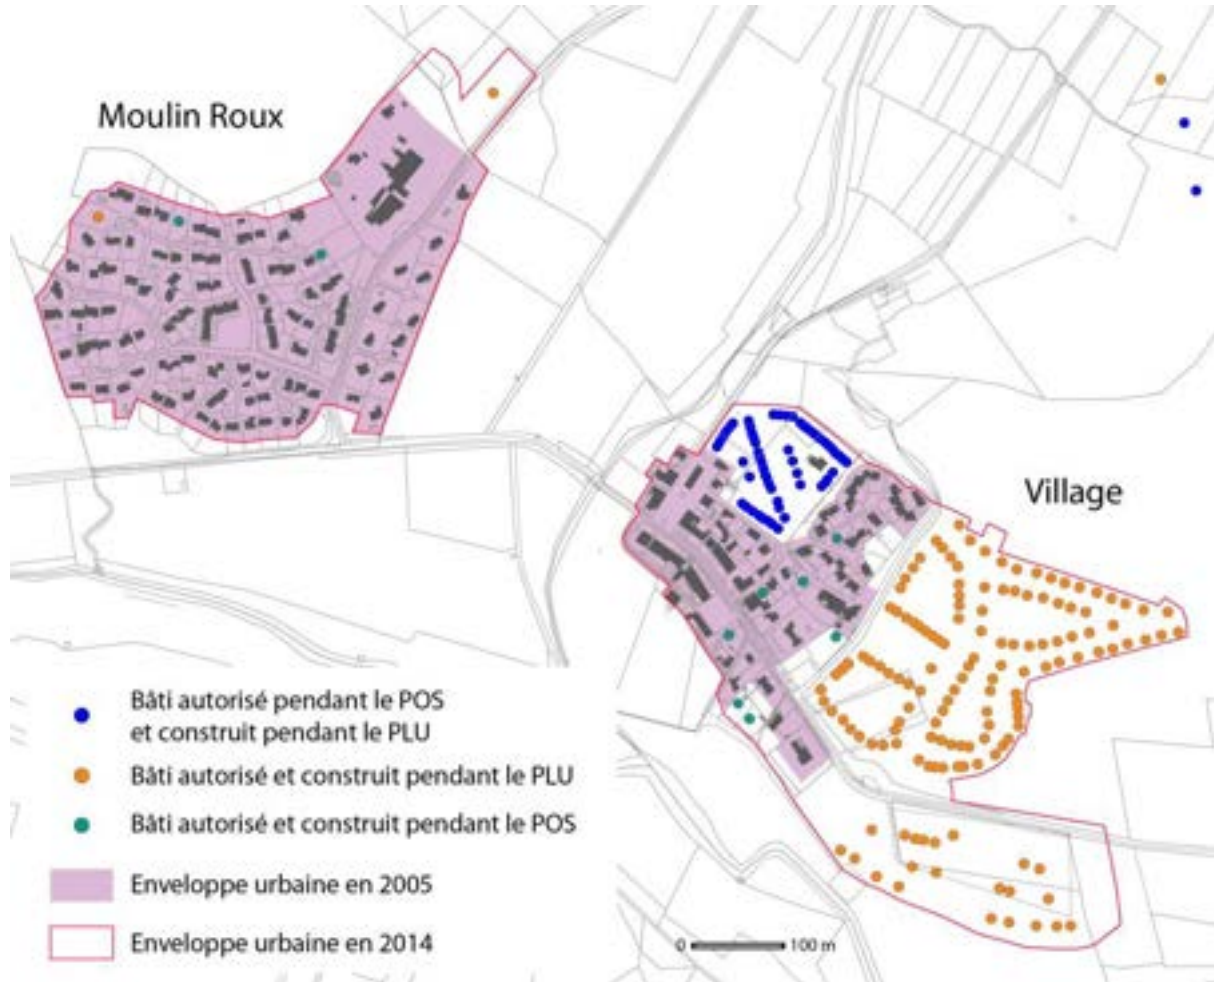 Moulin Roux
Village
Bâti autorisé pendant le POS
et construit pendant le PLU
Bâti autorisé et construit pendant le PLU
Bâti autorisé et construit pendant le POS
Enveloppe urbaine en 2005
Enveloppe urbaine en 2014
0 100 m